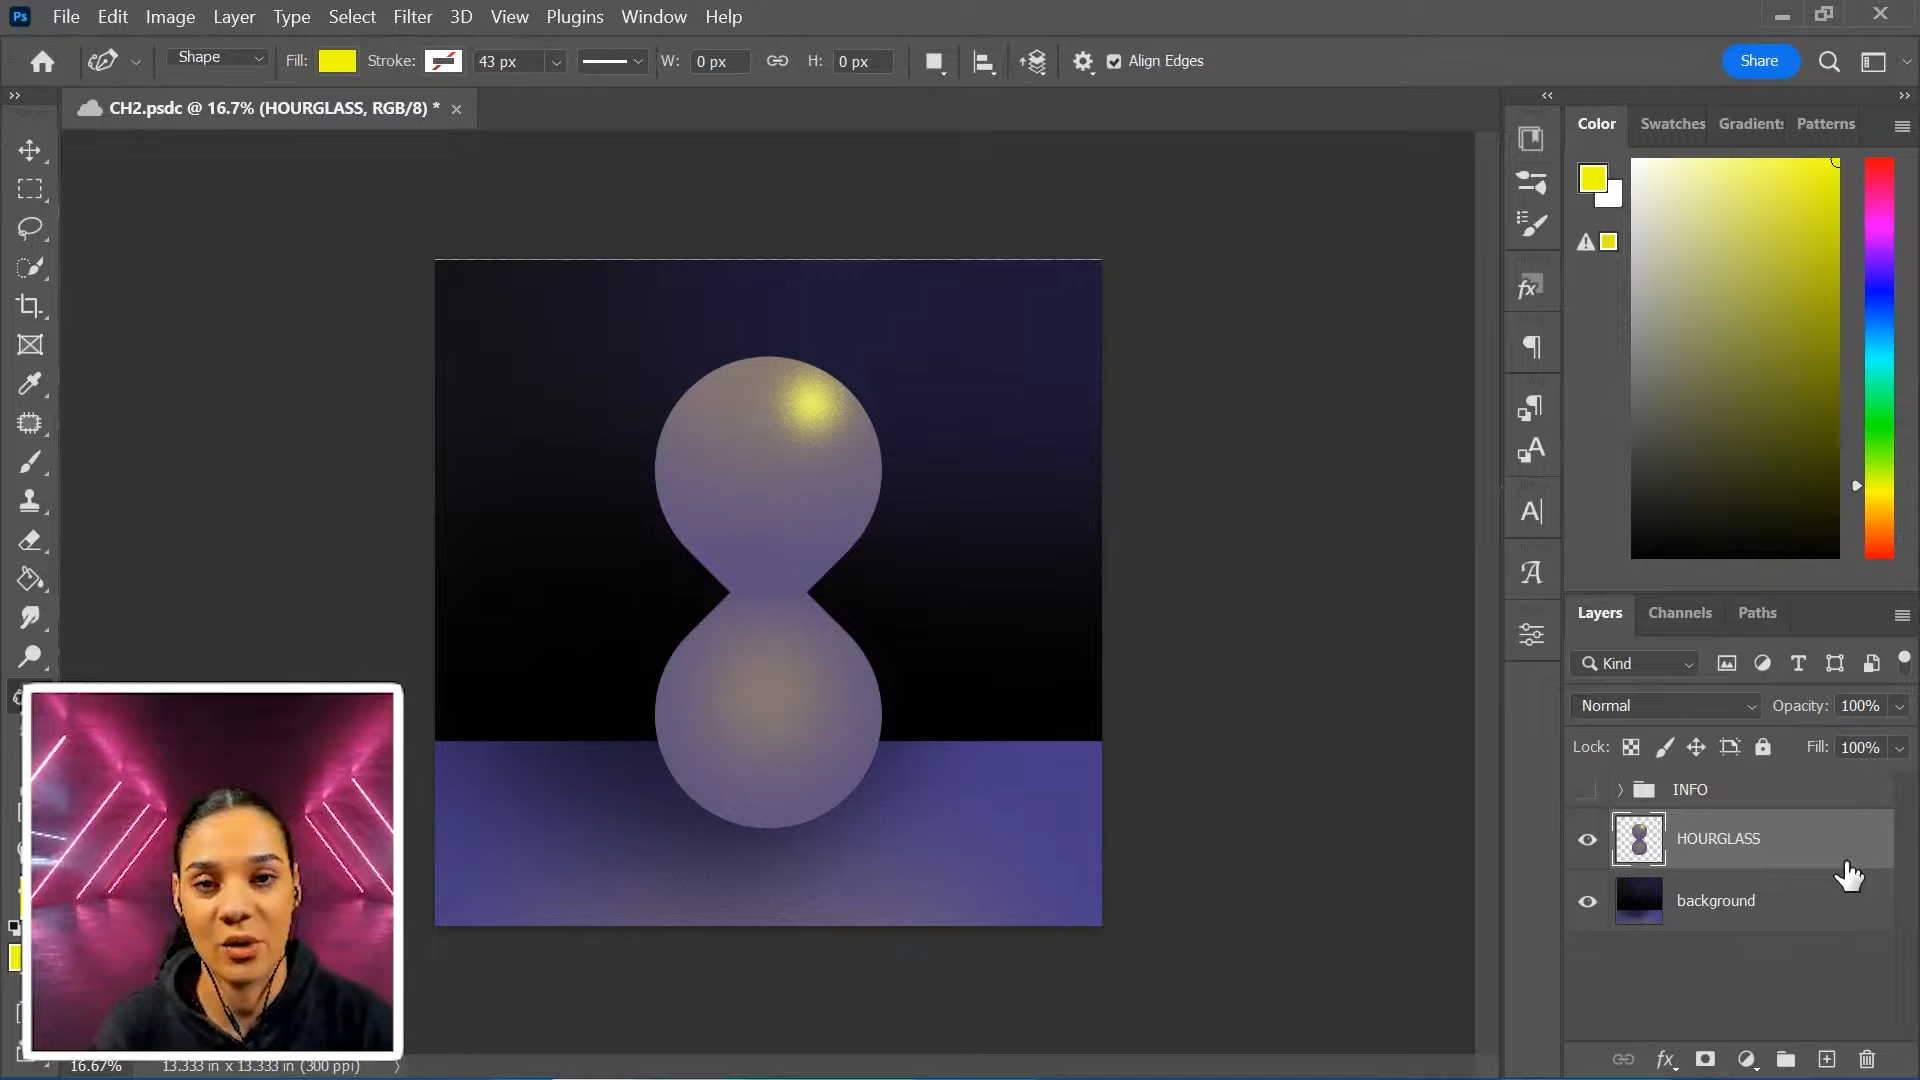 Ps File Edit Image Layer Type Select Filter 3D View Plugins Window Help
Shape Fill: Stroke: 43 px W: 0 px H: 0 px Align Edges Share
CH2.psdc @ 16.7% (HOURGLASS, RGB/8) *
Color Swatches Gradients Patterns
Layers Channels Paths
Kind
Normal Opacity: 100%
Lock: Fill: 100%
INFO
HOURGLASS
background
16.67% 13.333 in x 13.333 in (300 ppi)